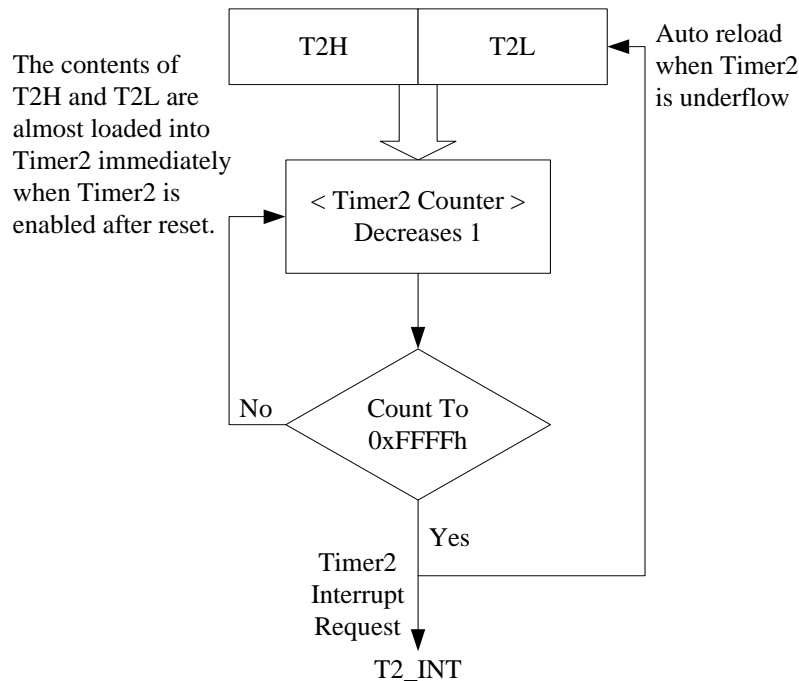 T2H
T2L
Auto reload
when Timer2
is underflow
The contents of
T2H and T2L are
almost loaded into
Timer2 immediately
when Timer2 is
enabled after reset.
< Timer2 Counter >
Decreases 1
No
Count To
0xFFFFh
Yes
Timer2
Interrupt
Request
T2_INT